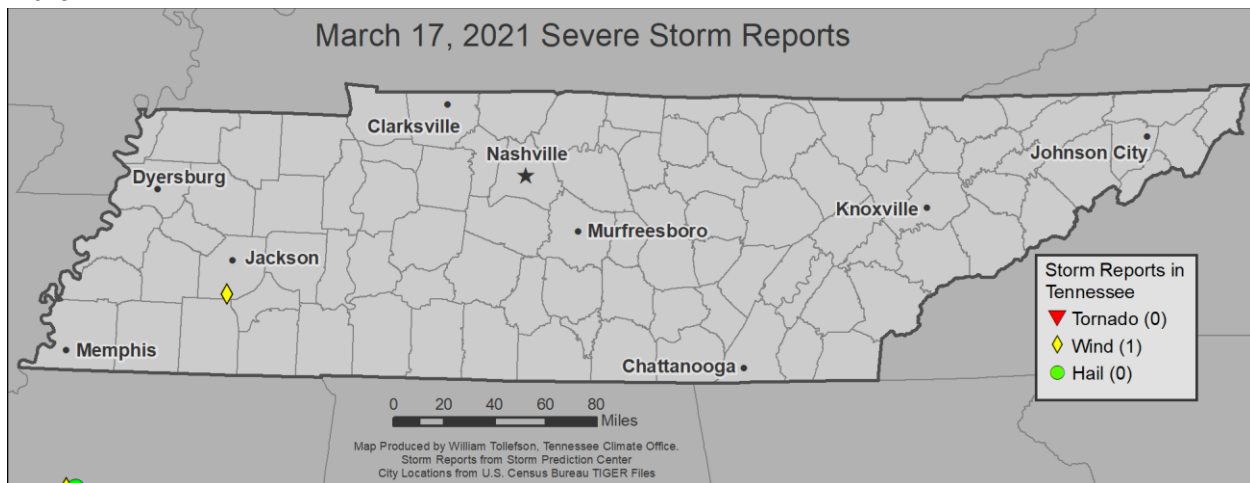 March 17, 2021 Severe Storm Reports
Clarksville
Nashville
Johnson City
Dyersburg
Knoxville
Murfreesboro
Jackson
Storm Reports in
Tennessee
Tornado (0)
Wind (1)
Hail (0)
Memphis
Chattanooga
0 20 40 60 80
Miles
Map Produced by William Tollefson, Tennessee Climate Office.
Storm Reports from Storm Prediction Center
City Locations from U.S. Census Bureau TIGER Files